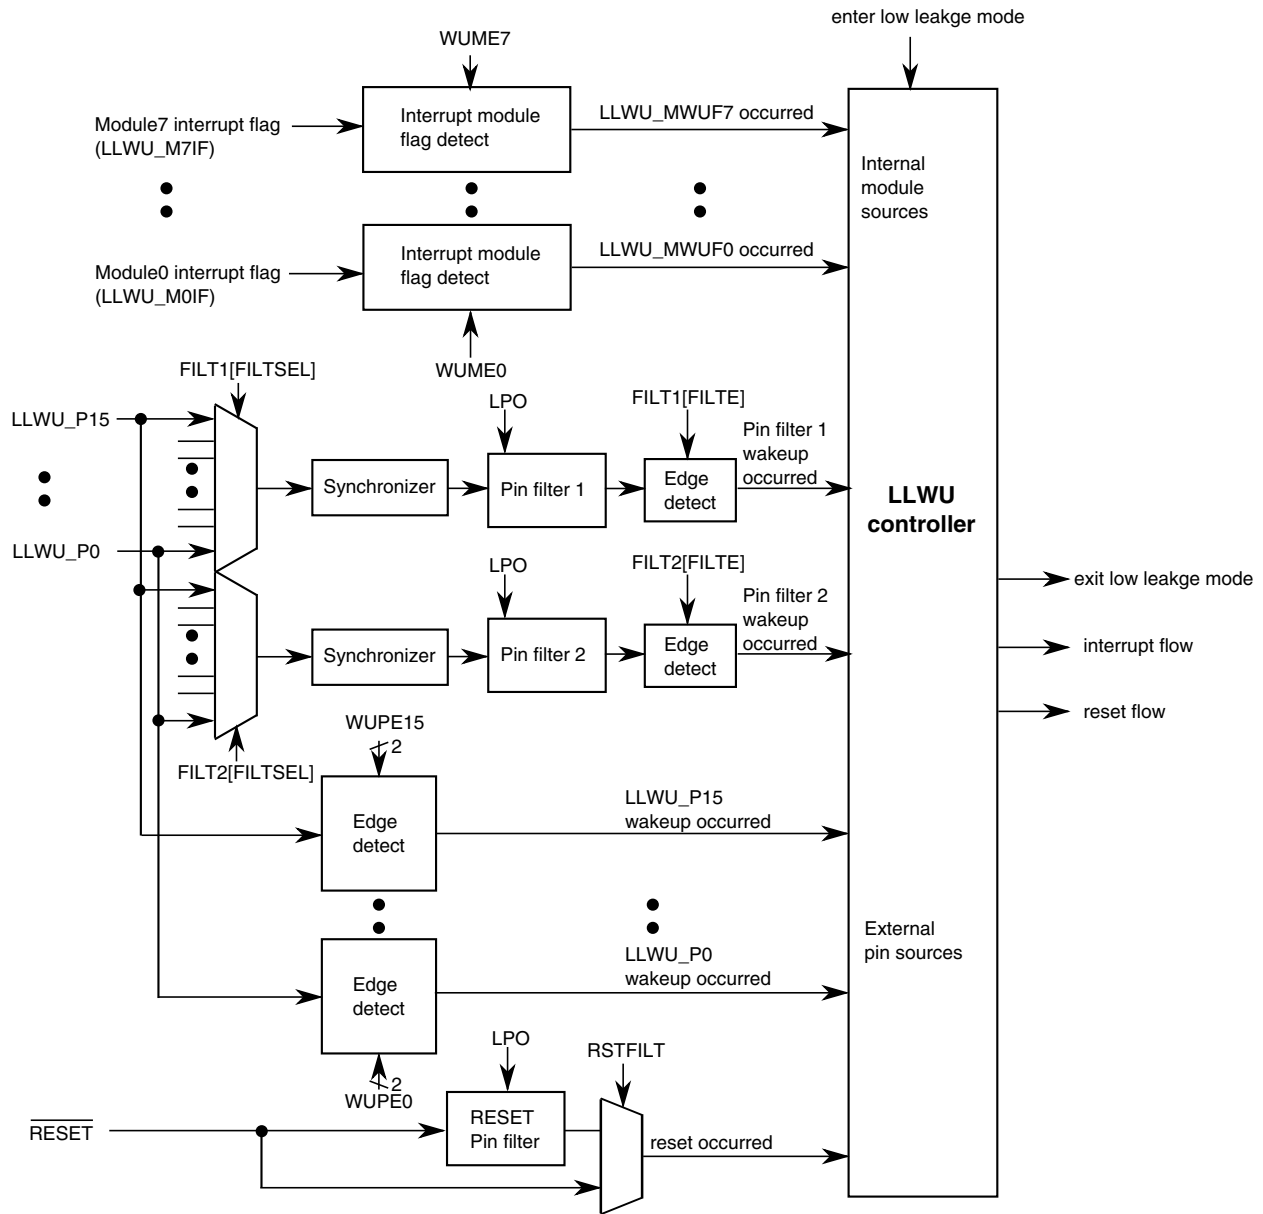 enter low leakge mode
WUME7
Interrupt module
flag detect
LLWU_MWUF7 occurred
Module7 interrupt flag
(LLWU_M7IF)
Internal
module
sources
Interrupt module
flag detect
LLWU_MWUF0 occurred
Module0 interrupt flag
(LLWU_M0IF)
WUME0
FILT1[FILTSEL]
LLWU_P15
LPO
FILT1[FILTE]
Pin filter 1
wakeup
occurred
Synchronizer
Pin filter 1
Edge
detect
LLWU
controller
LLWU_P0
LPO
FILT2[FILTE]
Pin filter 2
wakeup
occurred
exit low leakge mode
Synchronizer
Pin filter 2
Edge
detect
interrupt flow
reset flow
WUPE15
2
FILT2[FILTSEL]
Edge
detect
LLWU_P15
wakeup occurred
External
pin sources
LLWU_P0
wakeup occurred
Edge
detect
2
WUPE0
LPO
RSTFILT
RESET
RESET
Pin filter
reset occurred